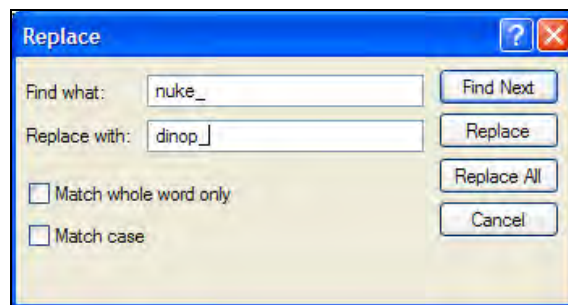 Replace
Find what: nuke_ Find Next
Replace with: dinop_ Replace
Match whole word only Replace All
Match case Cancel